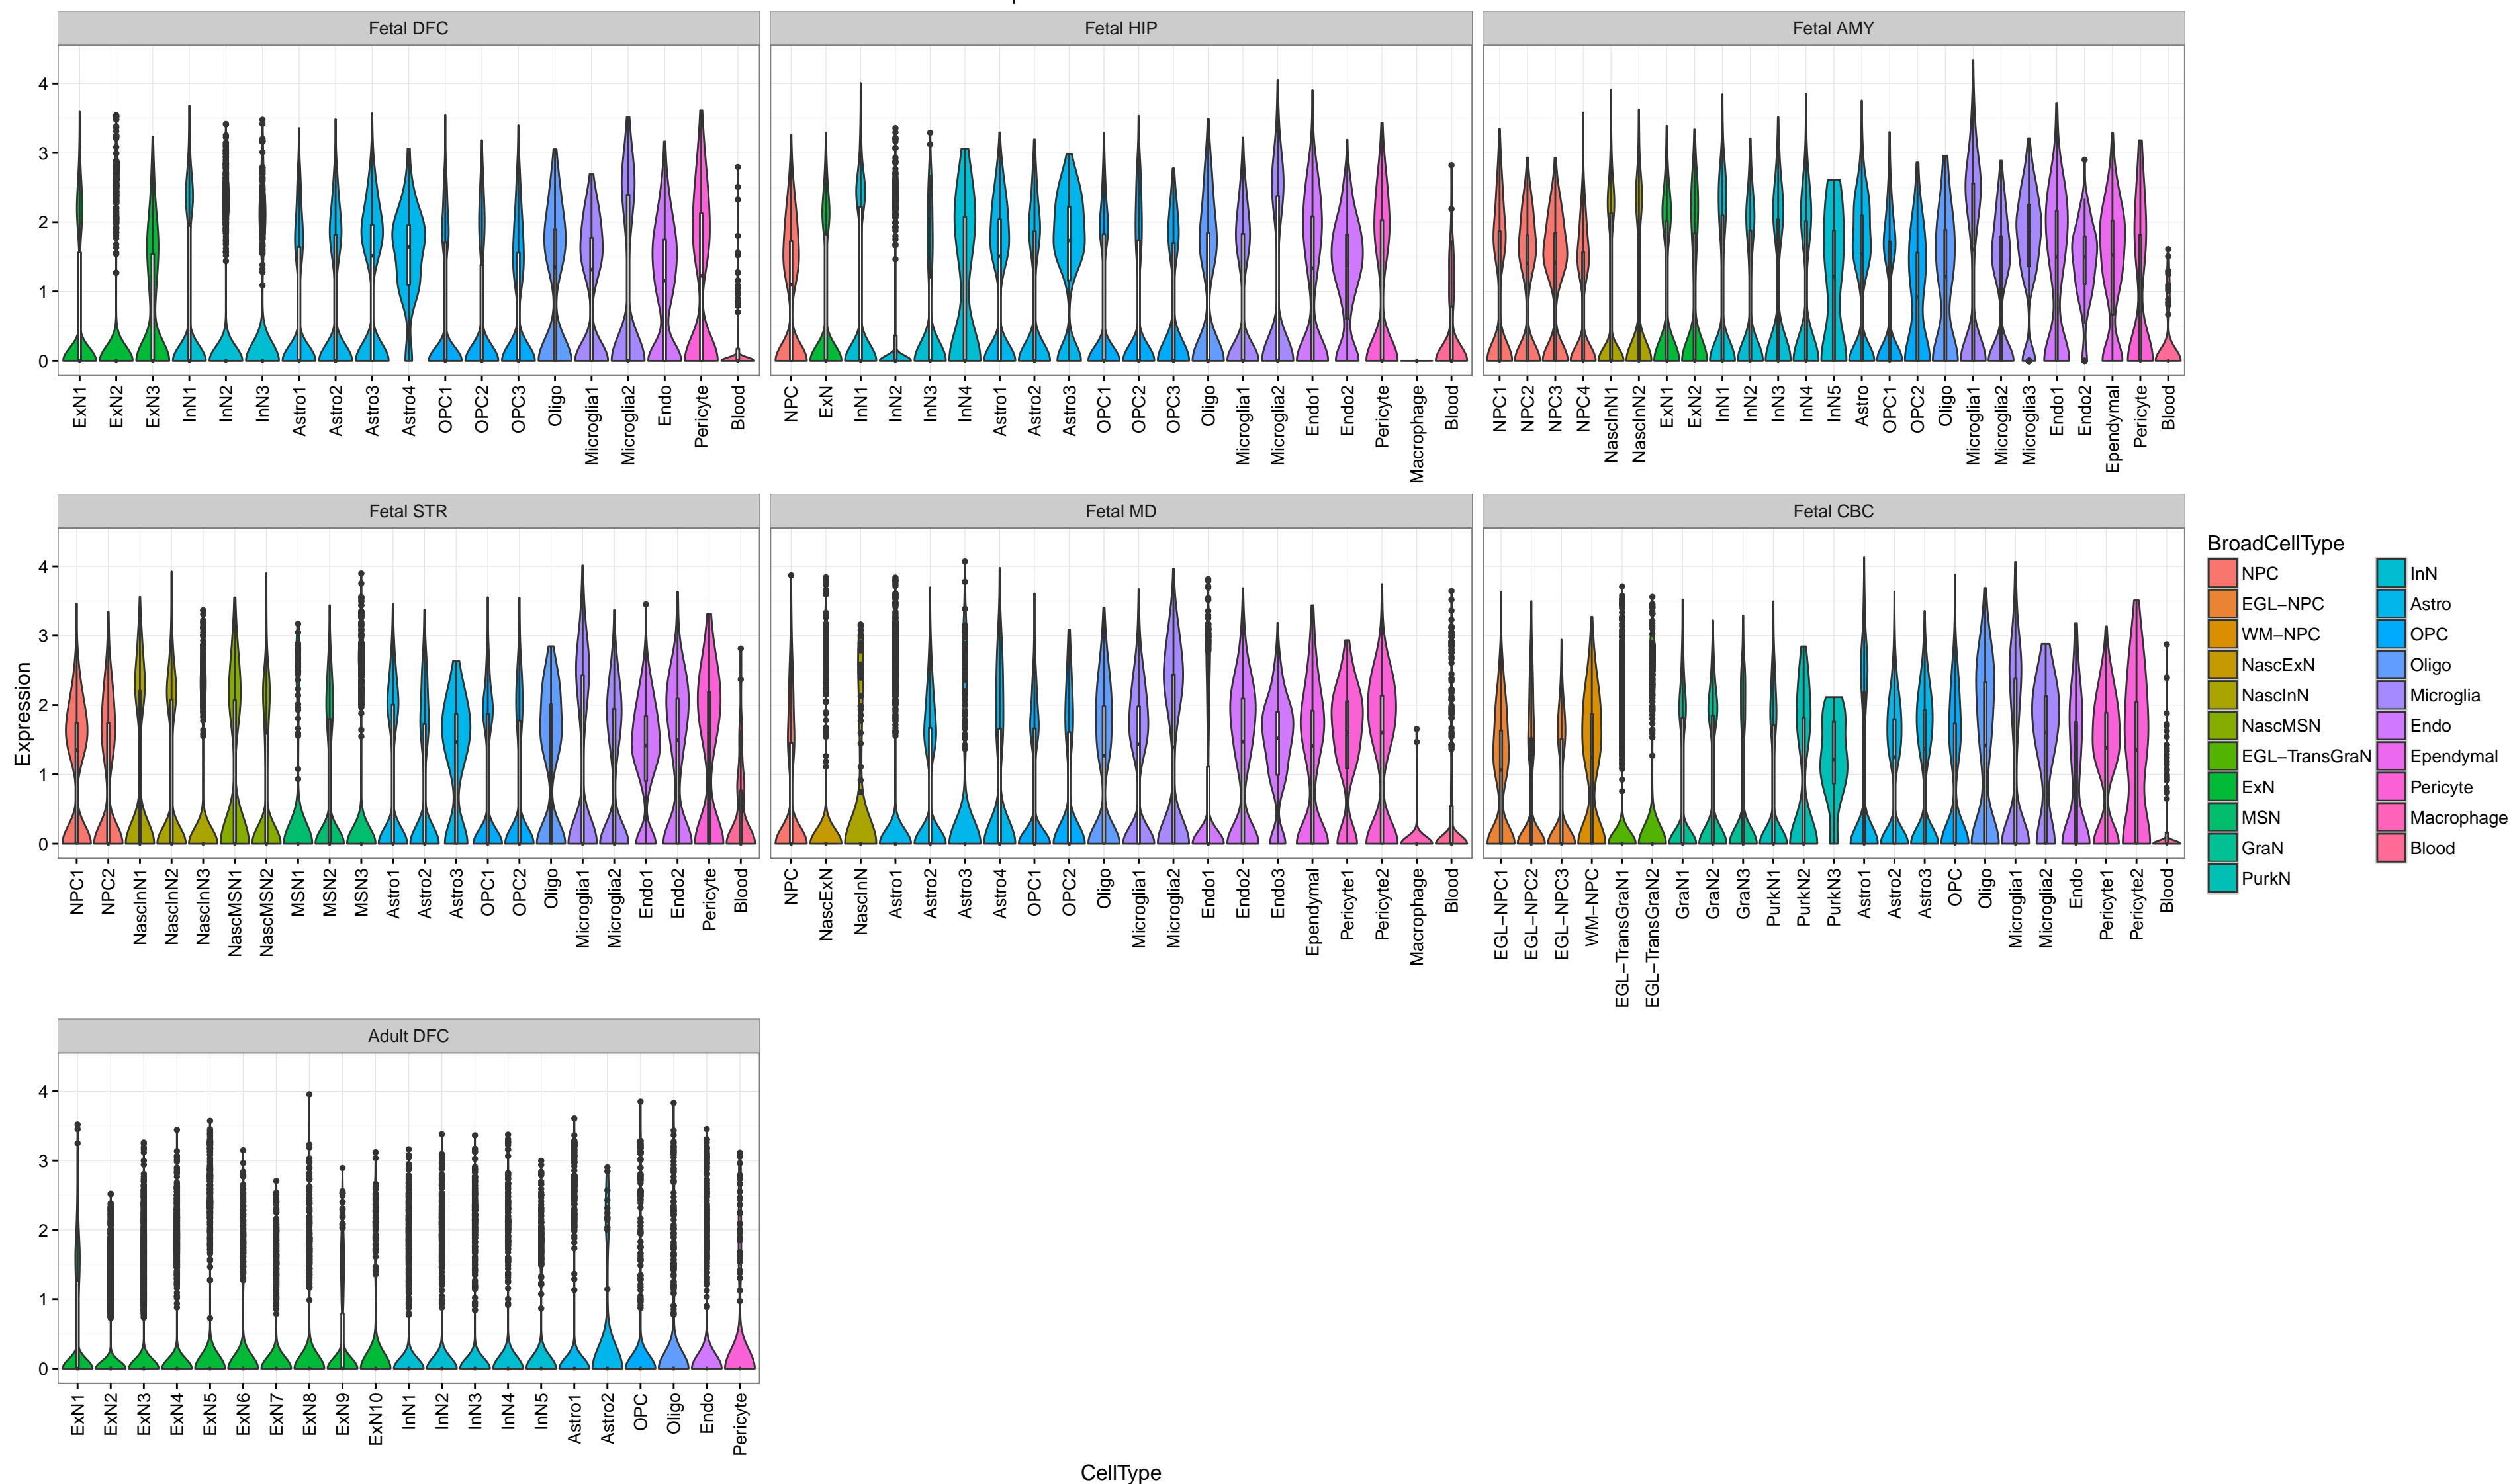 Fetal DFC Fetal HIP Fetal AMY
4
3
2
1
0
ExN1 ExN2 ExN3 InN1 InN2 InN3 Astro1 Astro2 Astro3 Astro4 OPC1 OPC2 OPC3 Oligo Microglia1 Microglia2 Endo Pericyte Blood
NPC ExN InN1 InN2 InN3 InN4 Astro1 Astro2 Astro3 OPC1 OPC2 OPC3 Oligo Microglia1 Microglia2 Endo1 Endo2 Pericyte Macrophage Blood
NPC1 NPC2 NPC3 NPC4 NascInN1 NascInN2 ExN1 ExN2 InN1 InN2 InN3 InN4 InN5 Astro OPC1 OPC2 Oligo Microglia1 Microglia2 Microglia3 Endo1 Endo2 Ependymal Pericyte Blood
Fetal STR Fetal MD Fetal CBC
Expression
4
3
2
1
0
NPC1 NPC2 NascInN1 NascInN2 NascInN3 NascMSN1 NascMSN2 MSN1 MSN2 MSN3 Astro1 Astro2 Astro3 OPC1 OPC2 Oligo Microglia1 Microglia2 Endo1 Endo2 Pericyte Blood
NPC NascExN NascInN Astro1 Astro2 Astro3 Astro4 OPC1 OPC2 Oligo Microglia1 Microglia2 Endo1 Endo2 Endo3 Ependymal Pericyte1 Pericyte2 Macrophage Blood
EGL−NPC1 EGL−NPC2 EGL−NPC3 WM−NPC EGL−TransGraN1 EGL−TransGraN2 GraN1 GraN2 GraN3 PurkN1 PurkN2 PurkN3 Astro1 Astro2 Astro3 OPC Oligo Microglia1 Microglia2 Endo Pericyte1 Pericyte2 Blood
BroadCellType
NPC InN
EGL−NPC Astro
WM−NPC OPC
NascExN Oligo
NascInN Microglia
NascMSN Endo
EGL−TransGraN Ependymal
ExN Pericyte
MSN Macrophage
GraN Blood
PurkN
Adult DFC
4
3
2
1
0
ExN1 ExN2 ExN3 ExN4 ExN5 ExN6 ExN7 ExN8 ExN9 ExN10 InN1 InN2 InN3 InN4 InN5 Astro1 Astro2 OPC Oligo Endo Pericyte
CellType